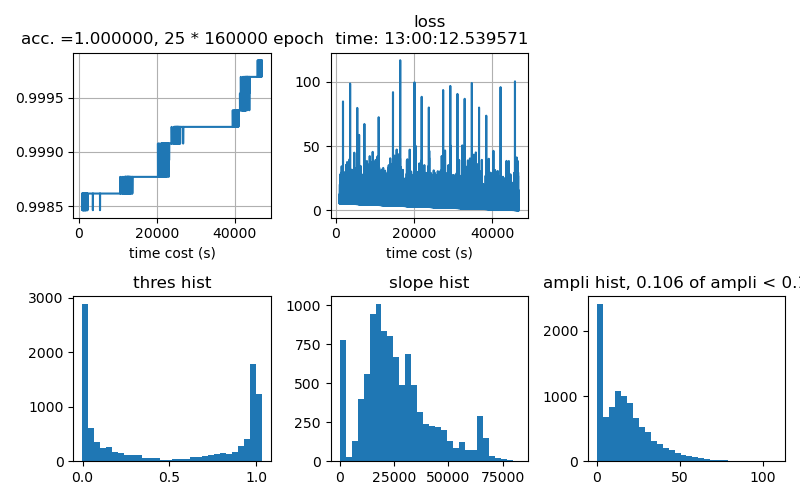 loss
acc. =1.000000, 25 * 160000 epoch time: 13:00:12.539571
0.9995
0.9990
0.9985
0 20000 40000
time cost (s)
100
50
0
0 20000 40000
time cost (s)
thres hist
3000
2000
1000
0
0.0 0.5 1.0
slope hist
1000
750
500
250
0
0 25000 50000 75000
ampli hist, 0.106 of ampli < 0.
2000
1000
0
0 50 100